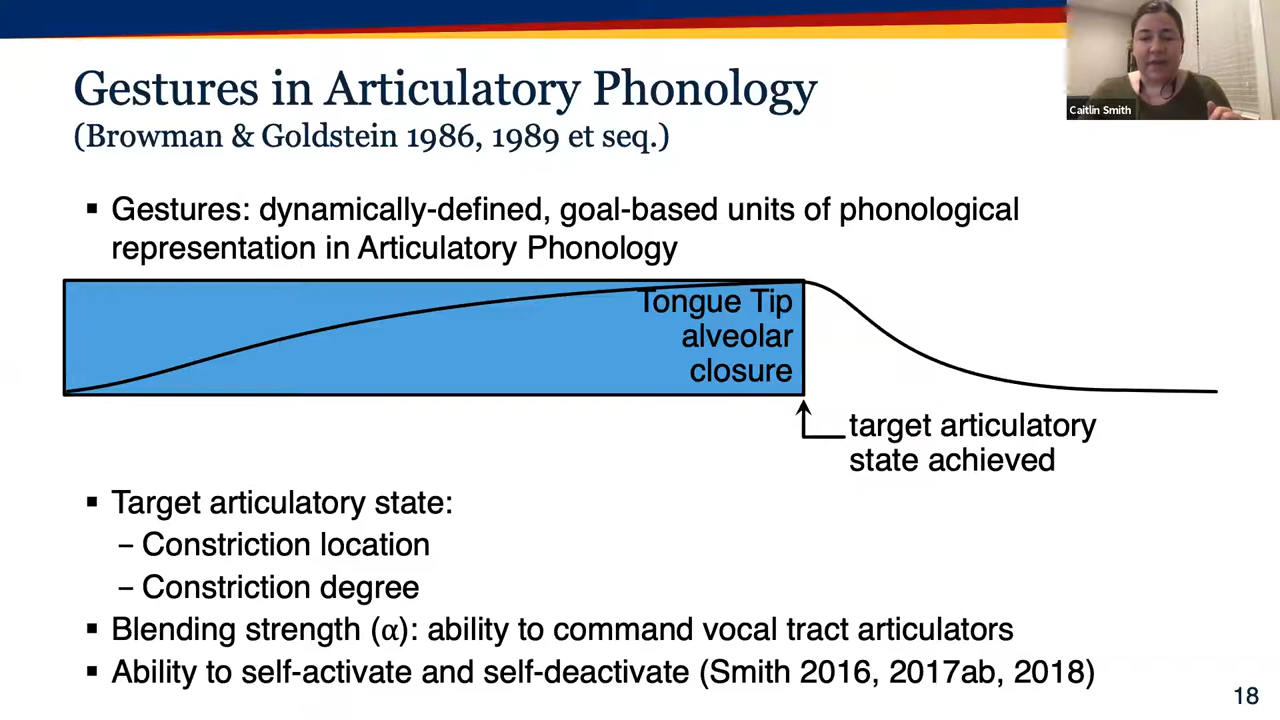 Gestures in Articulatory Phonology
(Browman & Goldstein 1986, 1989 et seq.)
Caitlin Smith
▪ Gestures: dynamically-defined, goal-based units of phonological
representation in Articulatory Phonology
Tongue Tip
alveolar
closure
target articulatory
state achieved
▪ Target articulatory state:
– Constriction location
– Constriction degree
▪ Blending strength (α): ability to command vocal tract articulators
▪ Ability to self-activate and self-deactivate (Smith 2016, 2017ab, 2018)
18